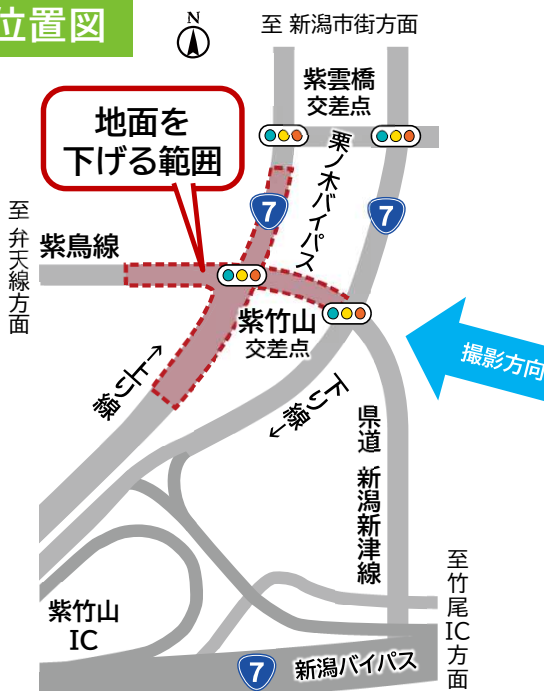 位置図
N
至 新潟市街方面
紫雲橋
交差点
地面を
下げる範囲
栗ノ木バイパス
7
7
至 弁天線方面
紫鳥線
紫竹山
交差点
撮影方向
上り線→
下り線→
県道 新潟新津線
紫竹山
IC
至竹尾IC方面
7
新潟バイパス